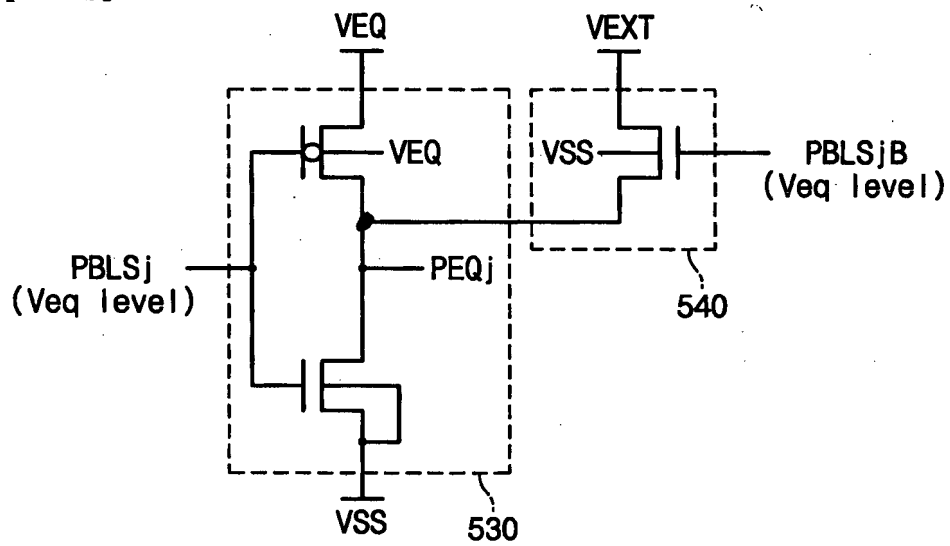 VEQ
VEXT
VEQ
VSS
PBLSjB
(Veq level)
PBLSj
(Veq level)
PEQj
540
VSS
530